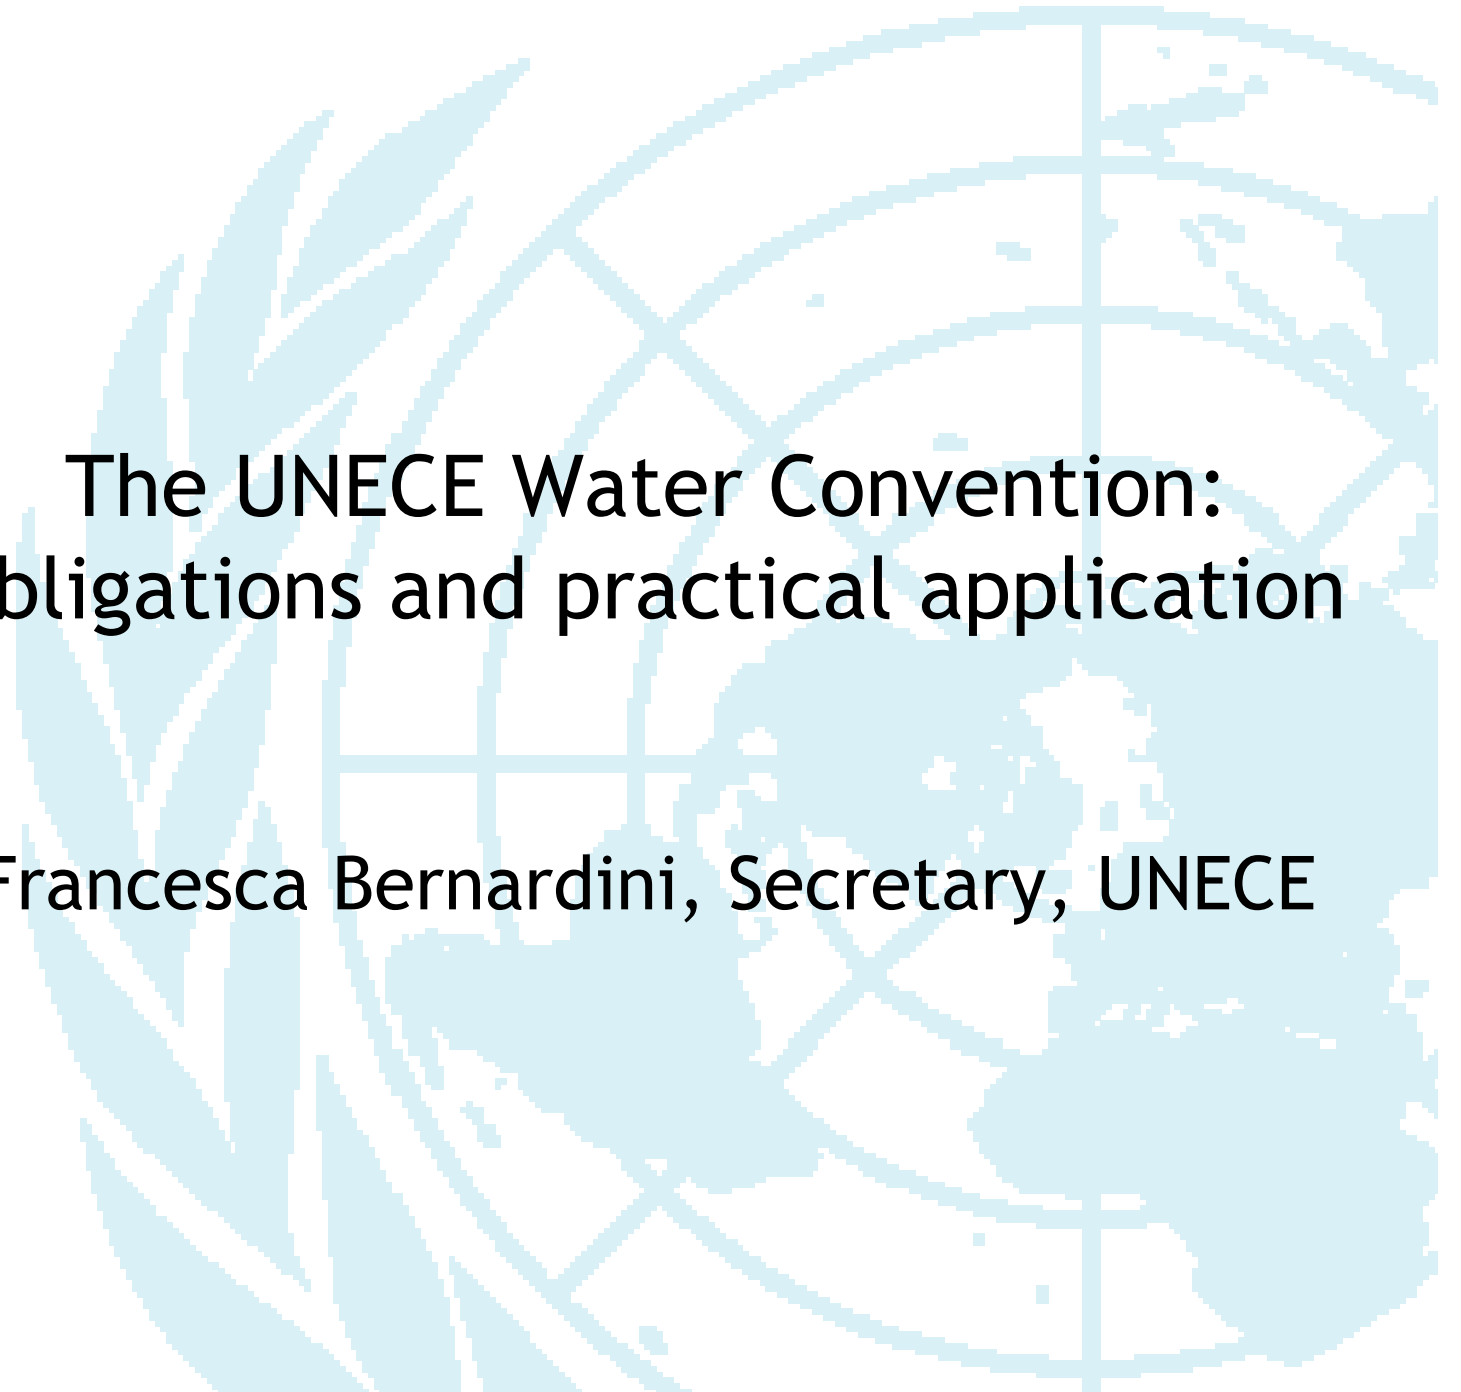 The UNECE Water Convention:
bligations and practical application
Francesca Bernardini, Secretary, UNECE